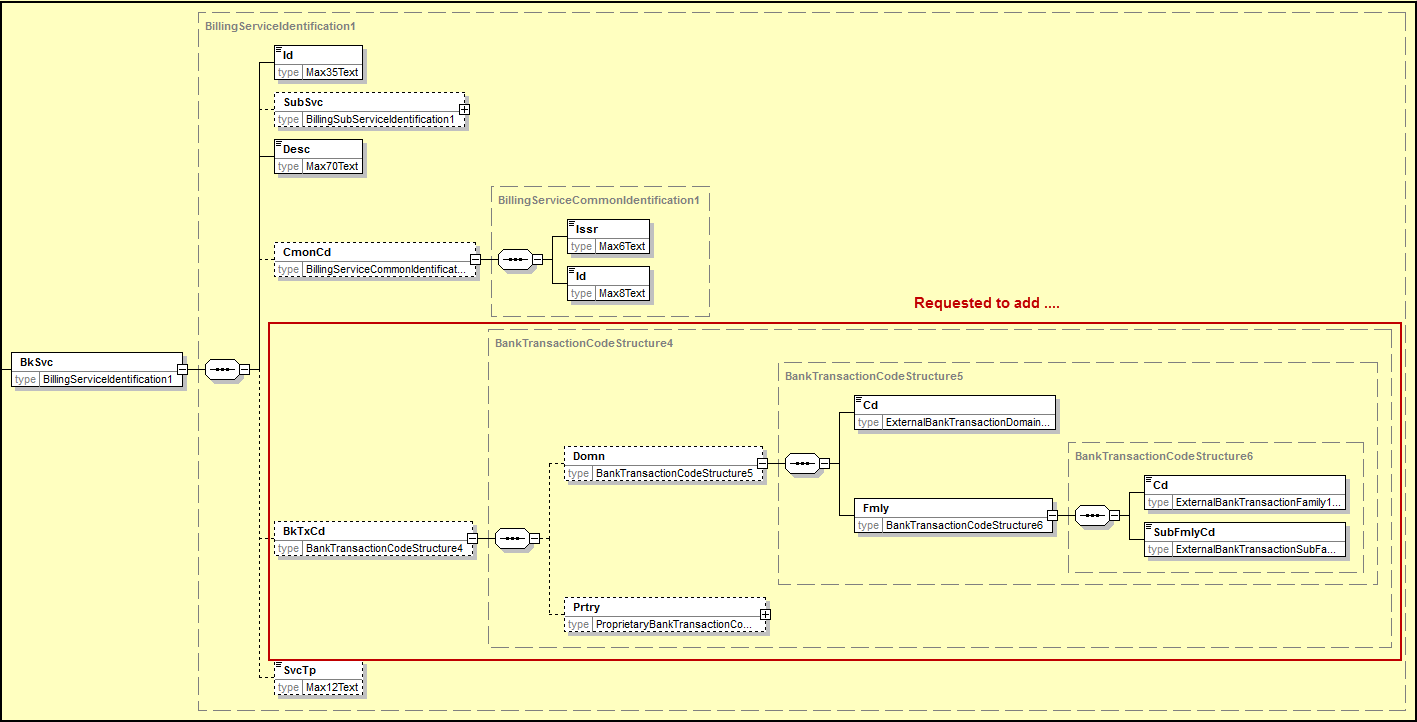 BillingServiceIdentification1
Id
type Max35Text
SubSvc
type BillingSubServiceIdentification1
Desc
type Max70Text
BillingServiceCommonIdentification1
Issr
type Max6Text
CmonCd
type BillingServiceCommonIdentificat...
Id
type Max8Text
Requested to add ....
BankTransactionCodeStructure4
BkSvc
type BillingServiceIdentification1
BankTransactionCodeStructure5
Cd
type ExternalBankTransactionDomain...
Domn
type BankTransactionCodeStructure5
BankTransactionCodeStructure6
Cd
type ExternalBankTransactionFamily1...
Fmly
type BankTransactionCodeStructure6
SubFmlyCd
type ExternalBankTransactionSubFa...
BkTxCd
type BankTransactionCodeStructure4
Prtry
type ProprietaryBankTransactionCo...
SvcTp
type Max12Text